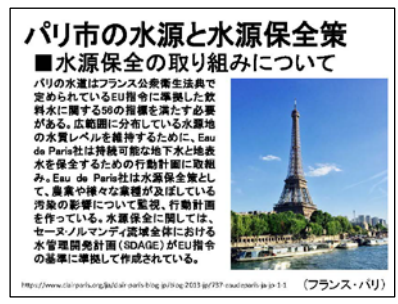 パリ市の水源と水源保全策
■水源保全の取り組みについて
パリの水道はフランス公衆衛生法典で
定められているEU指令に準拠した飲
料水に関する56の指標を満たす必要
がある。広範囲に分布している水源地
の水質レベルを維持するために、Eau
de Paris社は持続可能な地下水と地表
水を保全するための行動計画に取組
み。Eau de Paris社は水源保全策とし
て、農業や様々な業種が及ぼしている
汚染の影響について監視、行動計画
を作っている。水源保全に関しては、
セーヌ・ノルマンディ流域全体における
水管理開発計画(SDAGE)がEU指令
の基準に準拠して作成されている。
(フランス・パリ)